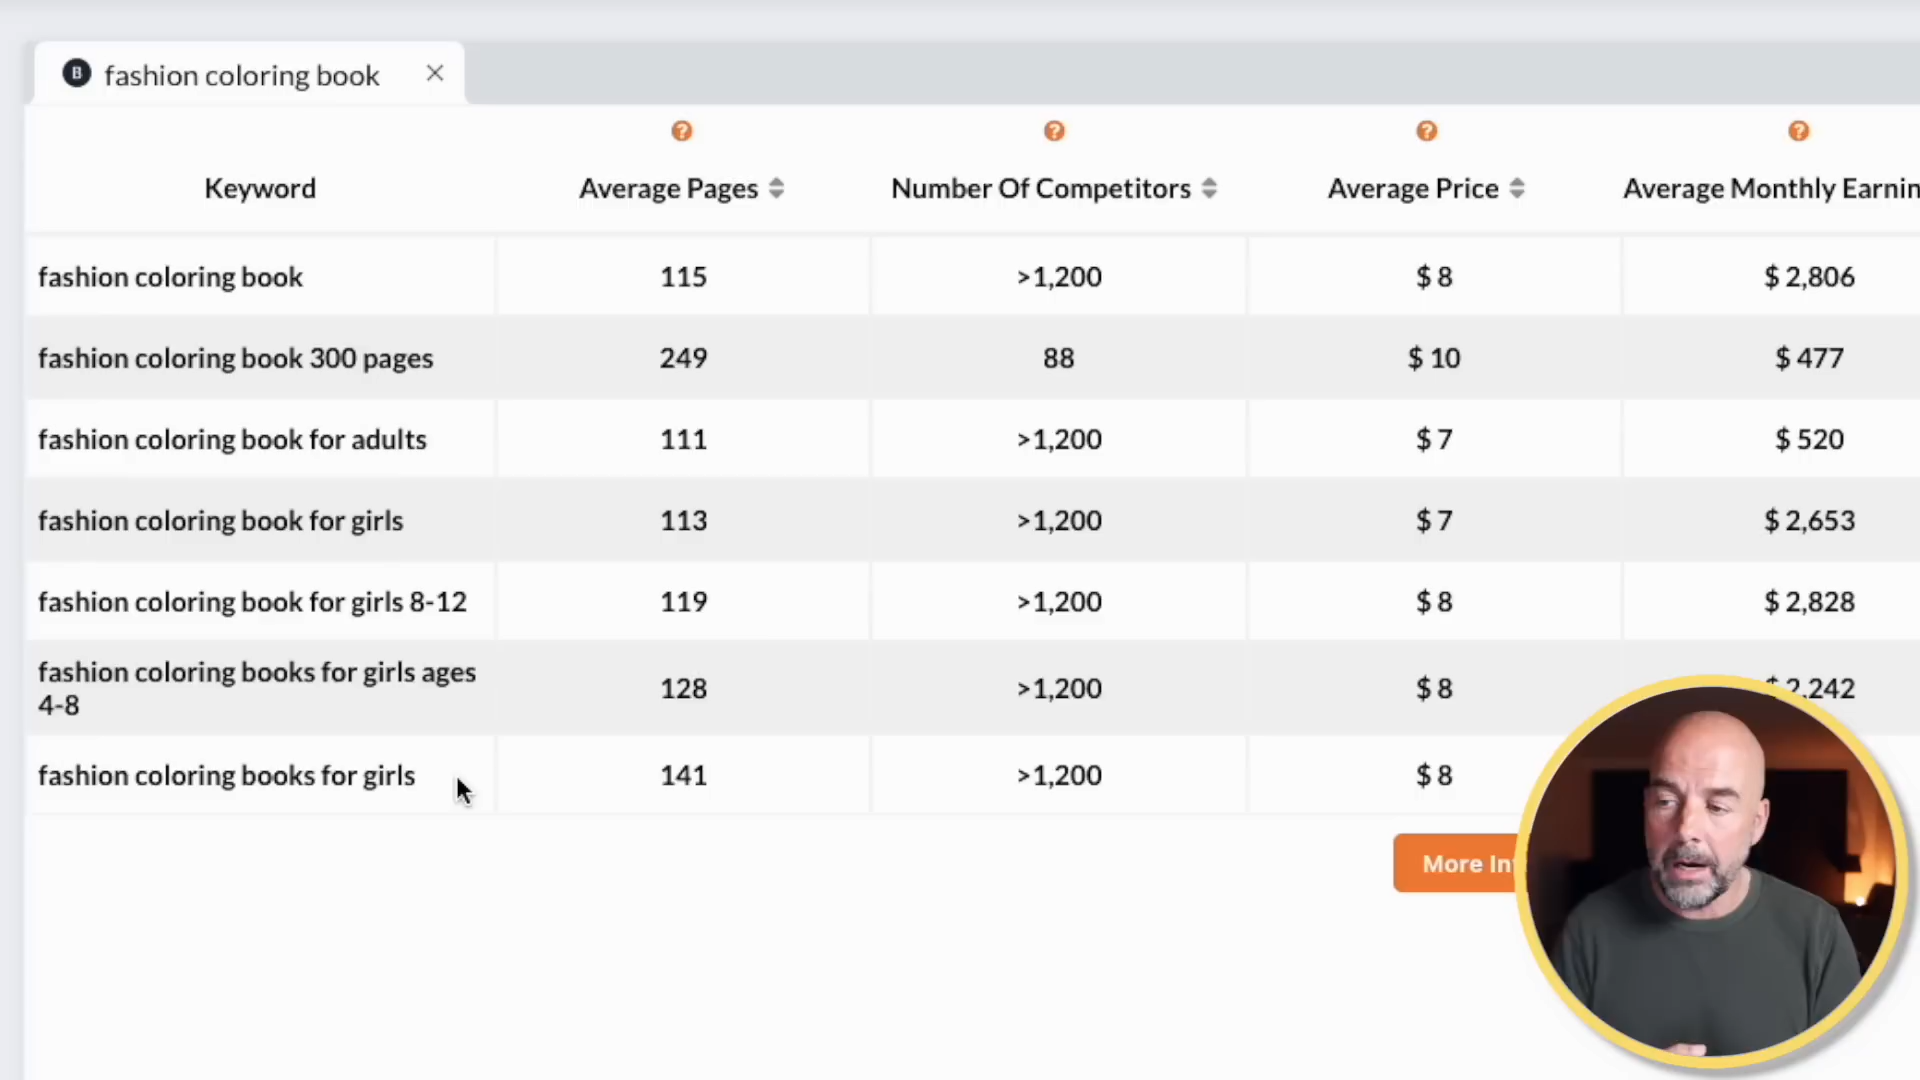 B fashion coloring book
? ? ? ?
Keyword Average Pages Number Of Competitors Average Price Average Monthly Earnin
fashion coloring book 115 >1,200 $ 8 $ 2,806
fashion coloring book 300 pages 249 88 $ 10 $ 477
fashion coloring book for adults 111 >1,200 $ 7 $ 520
fashion coloring book for girls 113 >1,200 $ 7 $ 2,653
fashion coloring book for girls 8-12 119 >1,200 $ 8 $ 2,828
fashion coloring books for girls ages
4-8 128 >1,200 $ 8 $ 2,242
fashion coloring books for girls 141 >1,200 $ 8
More In